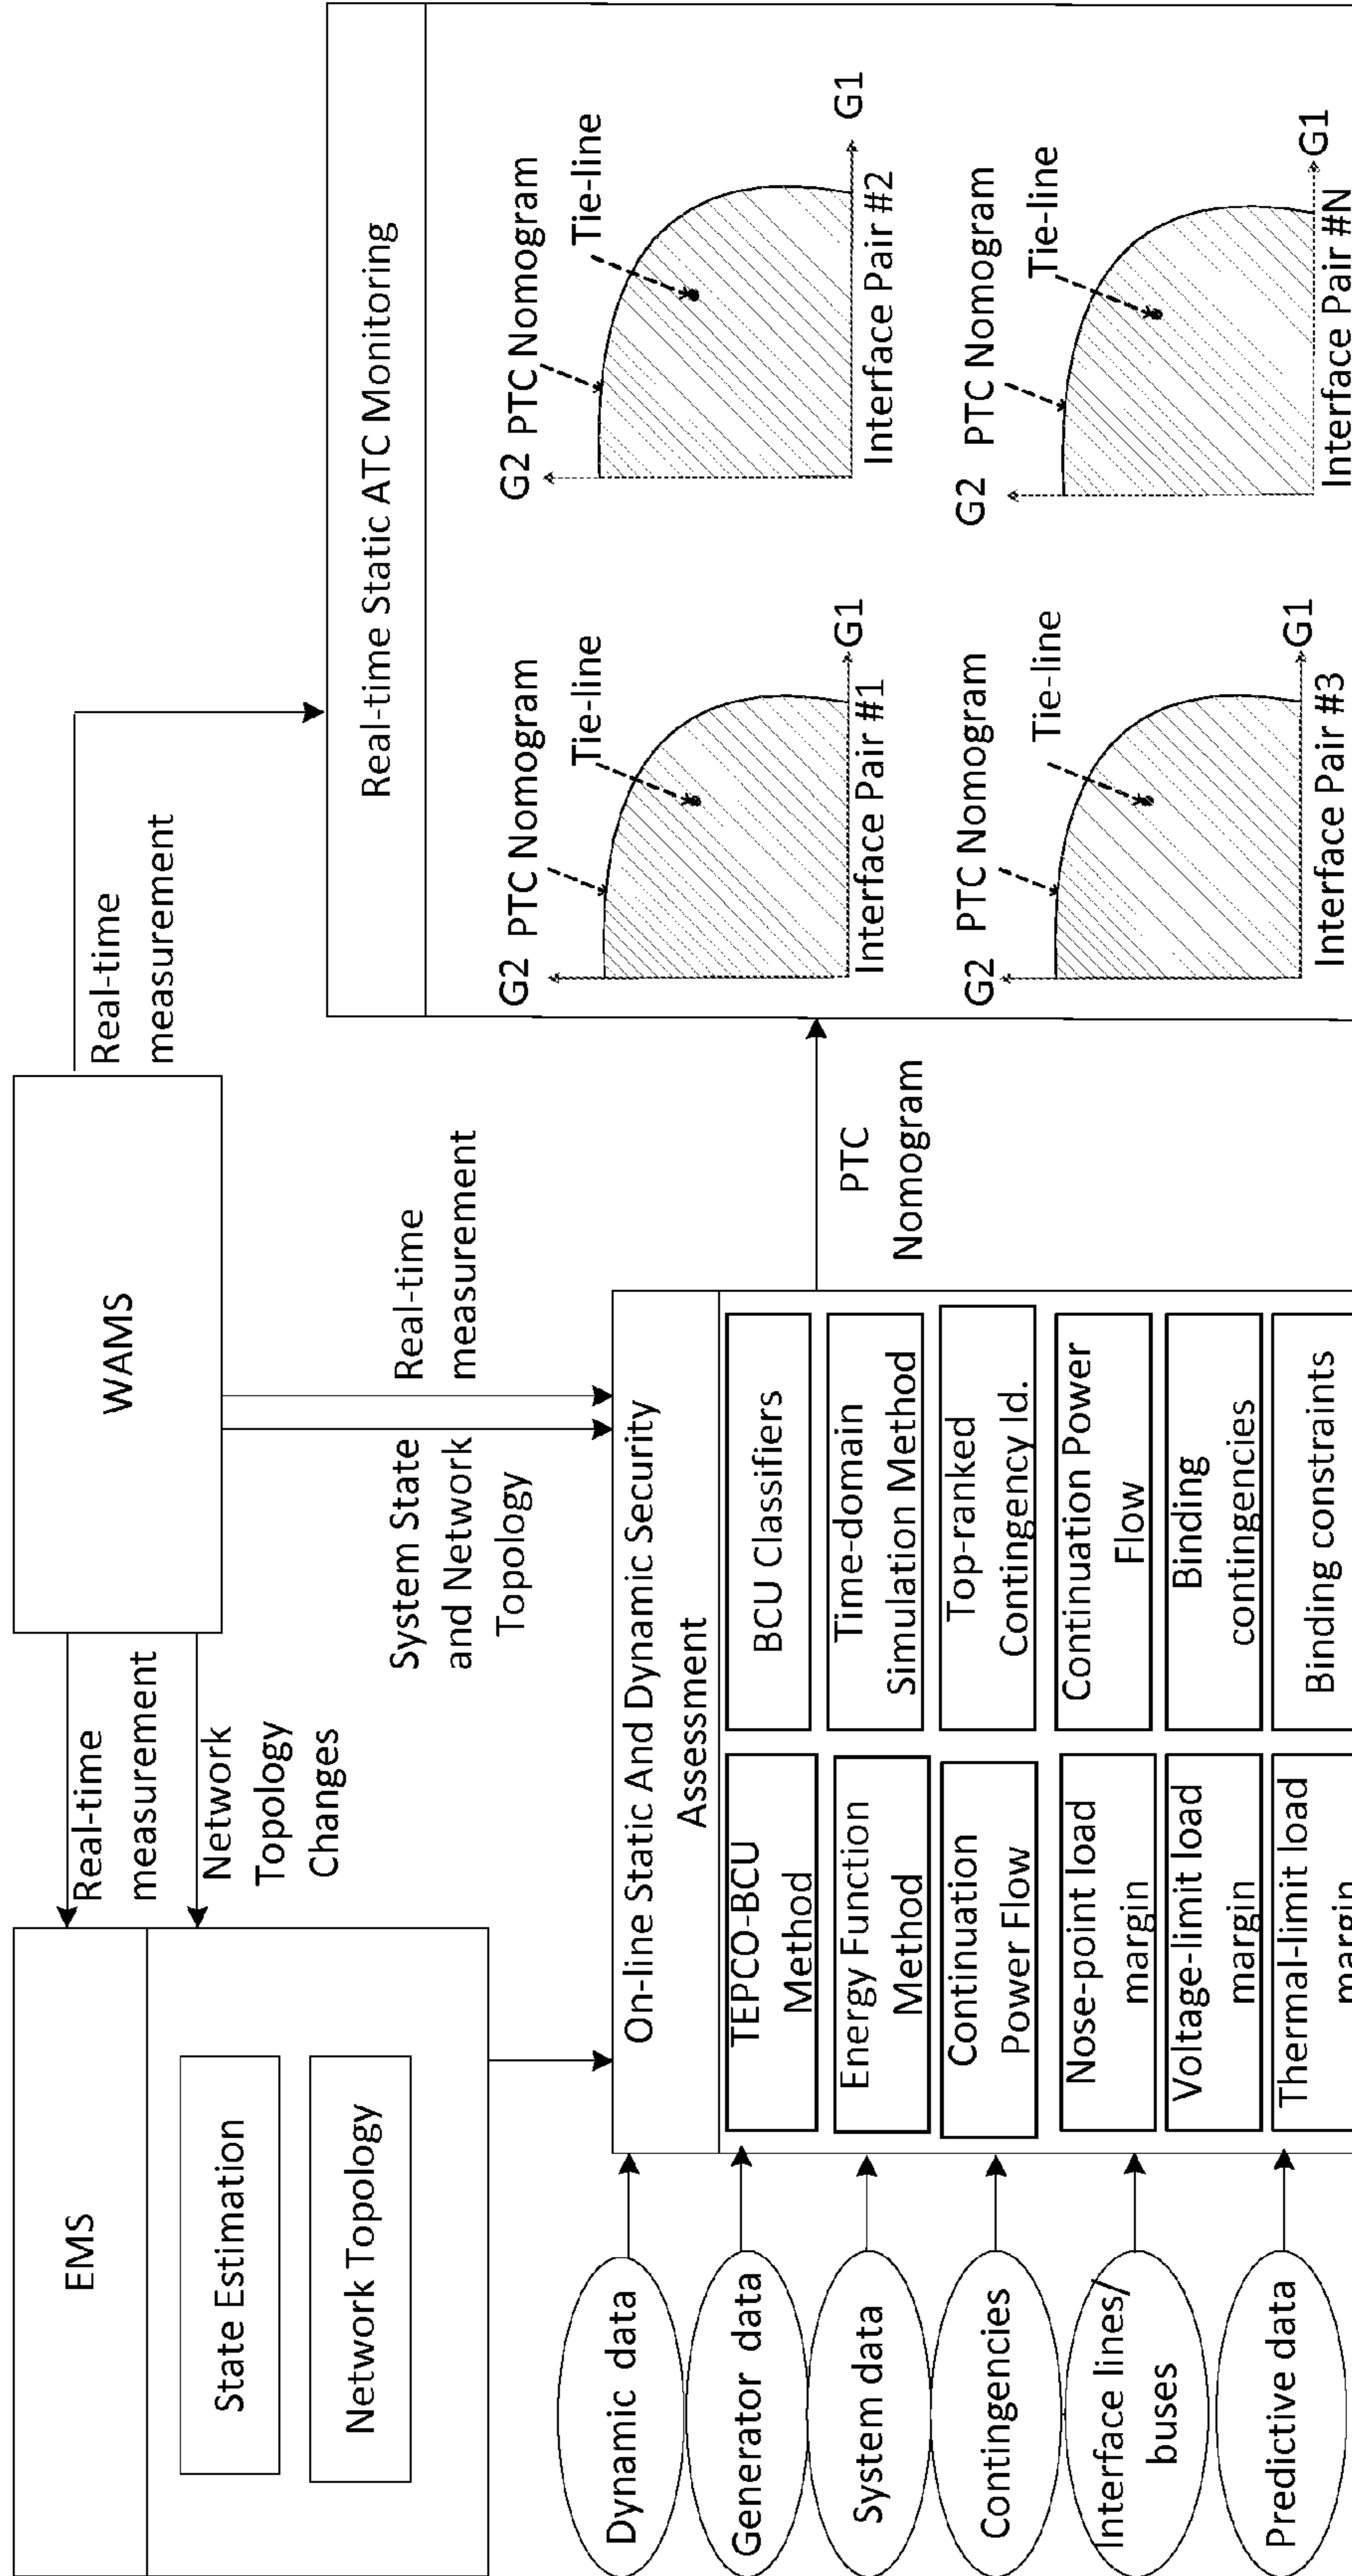 EMS
State Estimation
Network Topology
Real-time
measurement
Network
Topology
Changes
WAMS
Real-time
measurement
System State
and Network
Topology
Real-time
measurement
Dynamic data
Generator data
System data
Contingencies
Interface lines/
buses
Predictive data
On-line Static And Dynamic Security
Assessment
TEPCO-BCU
Method
BCU Classifiers
Energy Function
Method
Time-domain
Simulation Method
Continuation
Power Flow
Top-ranked
Contingency Id.
Nose-point load
margin
Continuation Power
Flow
Voltage-limit load
margin
Binding
contingencies
Thermal-limit load
margin
Binding constraints
PTC
Nomogram
Real-time Static ATC Monitoring
G2 PTC Nomogram
Tie-line
G1
Interface Pair #1
G2 PTC Nomogram
Tie-line
G1
Interface Pair #2
G2 PTC Nomogram
Tie-line
G1
Interface Pair #3
G2 PTC Nomogram
Tie-line
G1
Interface Pair #N